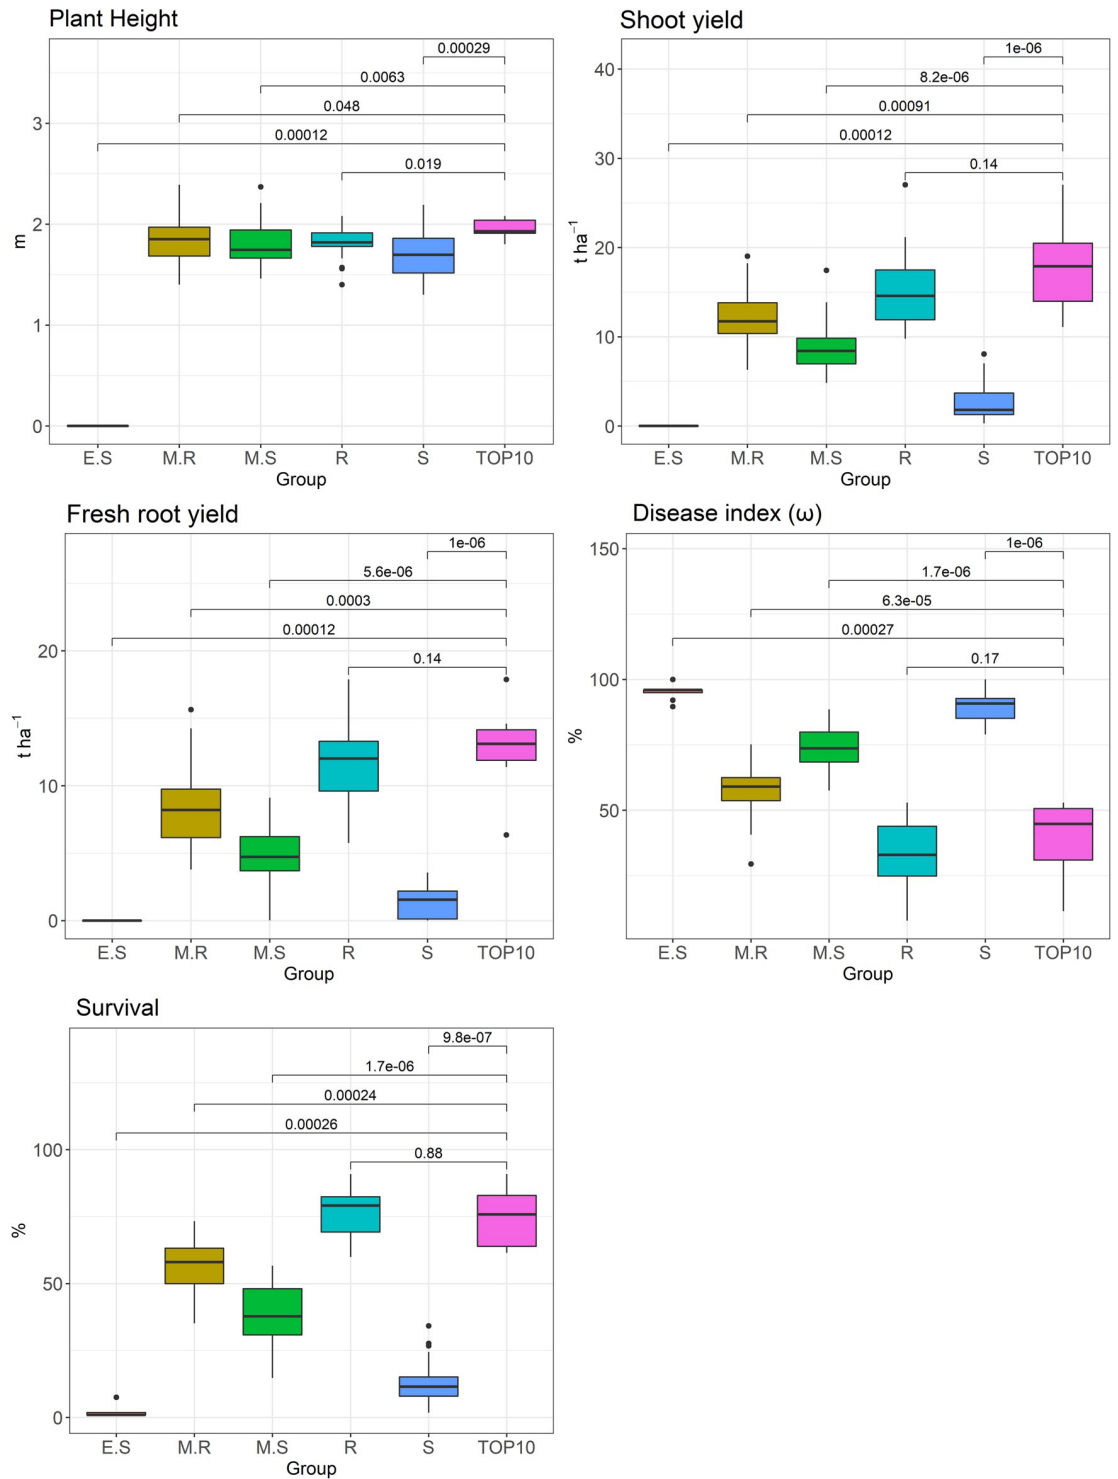 Plant Height
0.00029
0.0063
0.048
0.00012
0.019
3
2
1
0
m
E.S M.R M.S R S TOP10
Group
Shoot yield
1e-06
8.2e-06
0.00091
0.00012
0.14
40
30
20
10
0
t ha⁻¹
E.S M.R M.S R S TOP10
Group
Fresh root yield
1e-06
5.6e-06
0.0003
0.00012
0.14
20
10
0
t ha⁻¹
E.S M.R M.S R S TOP10
Group
Disease index (ω)
1e-06
1.7e-06
6.3e-05
0.00027
0.17
150
100
50
%
E.S M.R M.S R S TOP10
Group
Survival
9.8e-07
1.7e-06
0.00024
0.00026
0.88
100
50
0
%
E.S M.R M.S R S TOP10
Group